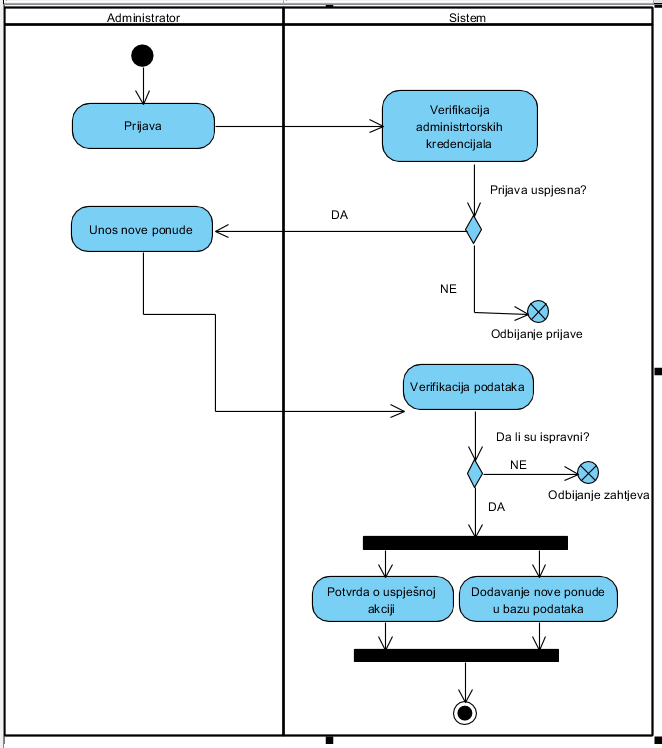 Administrator
Sistem
Prijava
Verifikacija
administrtorskih
kredencijala
Prijava uspjesna?
DA
Unos nove ponude
NE
Odbijanje prijave
Verifikacija podataka
Da li su ispravni?
NE
Odbijanje zahtjeva
DA
Potvrda o uspješnoj
akciji
Dodavanje nove ponude
u bazu podataka